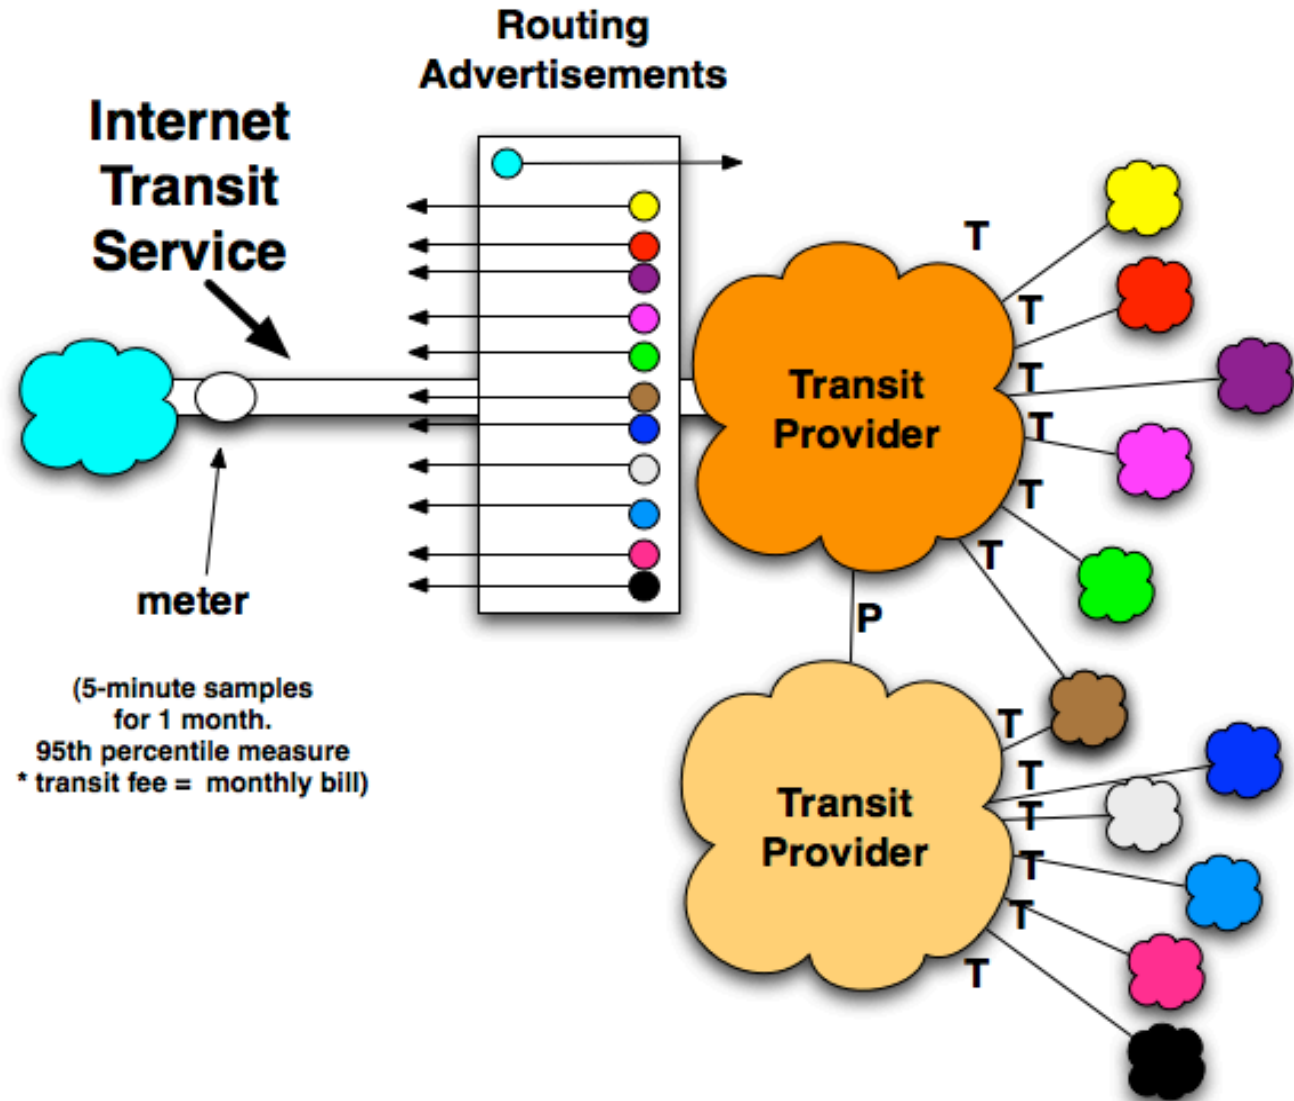 Routing
Advertisements
Internet
Transit
Service
T
T
T
T
T
T
Transit
Provider
meter
P
(5-minute samples
for 1 month.
95th percentile measure
* transit fee = monthly bill)
T
T
T
T
T
T
Transit
Provider